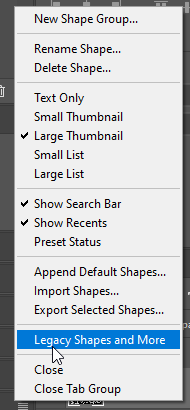 New Shape Group...
Rename Shape...
Delete Shape...
Text Only
Small Thumbnail
Large Thumbnail
Small List
Large List
Show Search Bar
Show Recents
Preset Status
Append Default Shapes...
Import Shapes...
Export Selected Shapes...
Legacy Shapes and More
Close
Close Tab Group